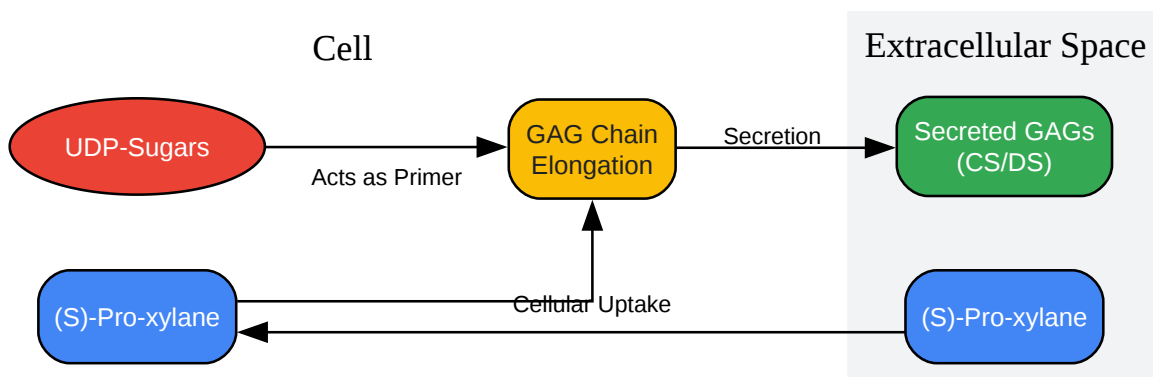 Cell
Extracellular Space
UDP-Sugars
Acts as Primer
GAG Chain
Elongation
Secretion
Secreted GAGs
(CS/DS)
(S)-Pro-xylane
Cellular Uptake
(S)-Pro-xylane